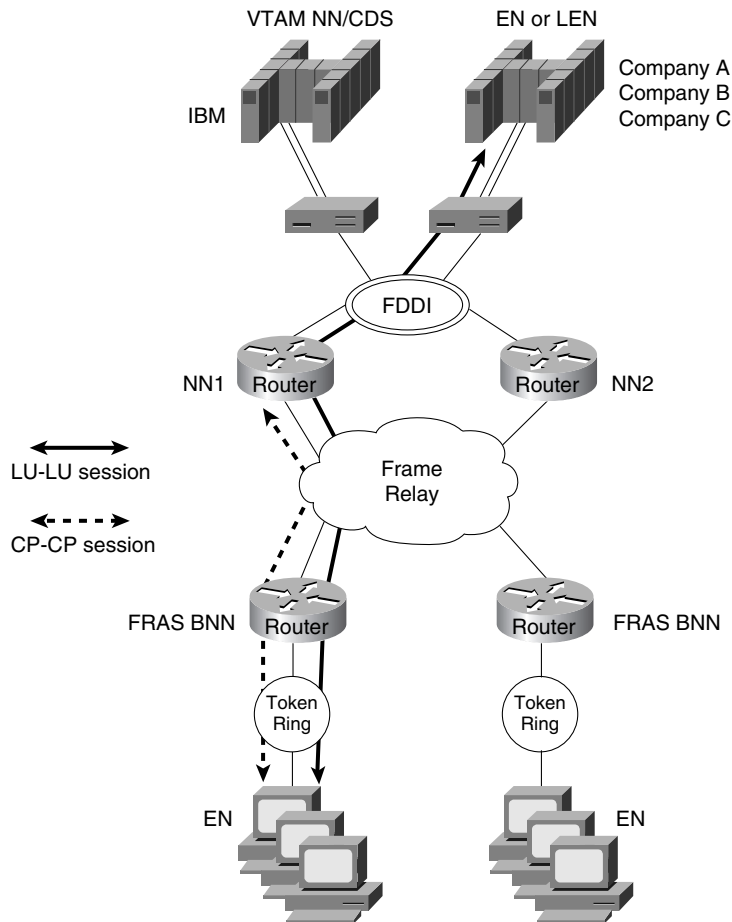 VTAM NN/CDS
EN or LEN
IBM
Company A
Company B
Company C
FDDI
NN1
Router
Router
NN2
LU-LU session
CP-CP session
Frame
Relay
FRAS BNN
Router
Router
FRAS BNN
Token
Ring
Token
Ring
EN
EN